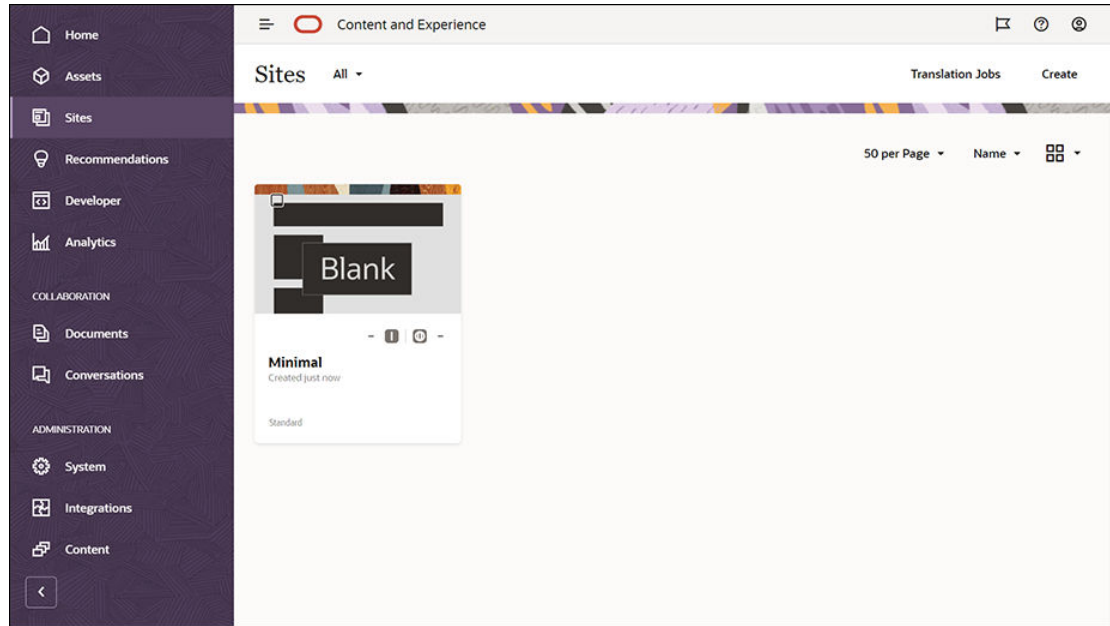 Home
Assets
Sites
Recommendations
Developer
Analytics
COLLABORATION
Documents
Conversations
ADMINISTRATION
System
Integrations
Content
Content and Experience
Sites All
Translation Jobs Create
50 per Page Name
Blank
Minimal
Created just now
Standard